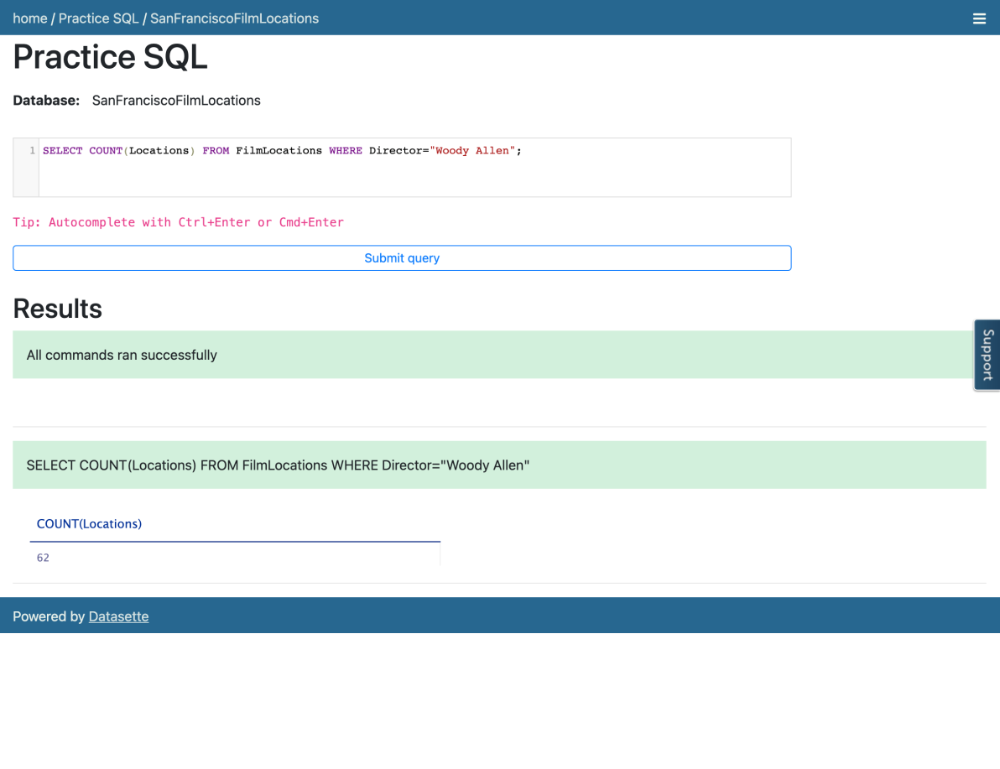 home / Practice SQL / SanFranciscoFilmLocations
Practice SQL
Database: SanFranciscoFilmLocations
1 SELECT COUNT(Locations) FROM FilmLocations WHERE Director="Woody Allen";
Tip: Autocomplete with Ctrl+Enter or Cmd+Enter
Submit query
Results
All commands ran successfully
Support
SELECT COUNT(Locations) FROM FilmLocations WHERE Director="Woody Allen"
COUNT(Locations)
62
Powered by Datasette